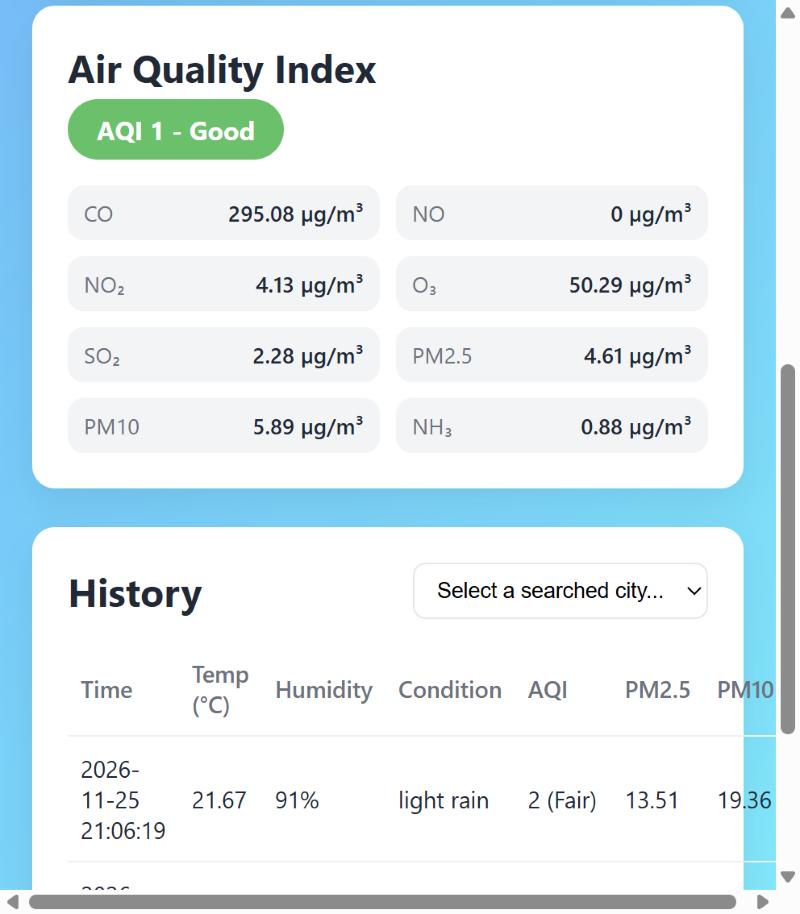 Air Quality Index
AQI 1 - Good
CO 295.08 µg/m³ NO 0 µg/m³
NO₂ 4.13 µg/m³ O₃ 50.29 µg/m³
SO₂ 2.28 µg/m³ PM2.5 4.61 µg/m³
PM10 5.89 µg/m³ NH₃ 0.88 µg/m³
History Select a searched city...
Time Temp (°C) Humidity Condition AQI PM2.5 PM10
2026-11-25 21:06:19 21.67 91% light rain 2 (Fair) 13.51 19.36